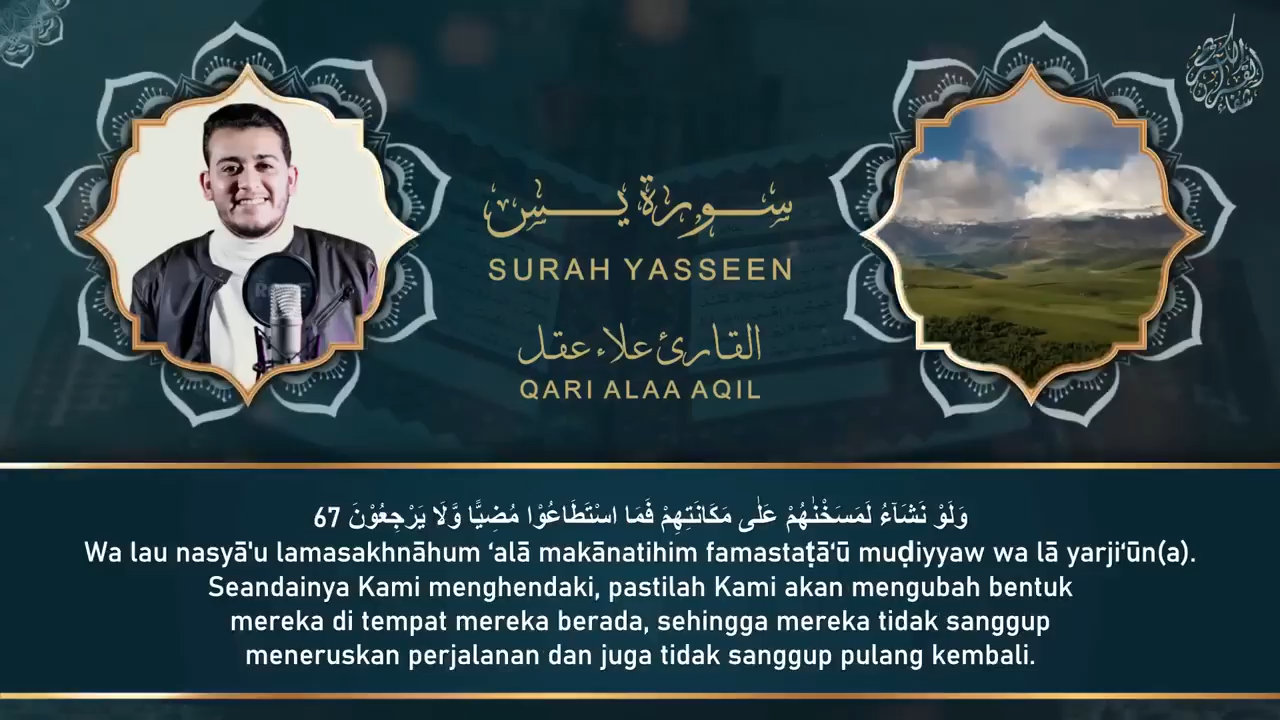 سورة يس
SURAH YASSEEN
القارئ علاء عقل
QARI ALAA AQIL
وَلَوْ نَشَاۤءُ لَمَسَخْنٰهُمْ عَلٰى مَكَانَتِهِمْ فَمَا اسْتَطَاعُوْا مُضِيًّا وَّلَا يَرْجِعُوْنَ 67
Wa lau nasyā'u lamasakhnāhum ‘alā makānatihim famastaṭā‘ū muḍiyyaw wa lā yarji‘ūn(a).
Seandainya Kami menghendaki, pastilah Kami akan mengubah bentuk
mereka di tempat mereka berada, sehingga mereka tidak sanggup
meneruskan perjalanan dan juga tidak sanggup pulang kembali.